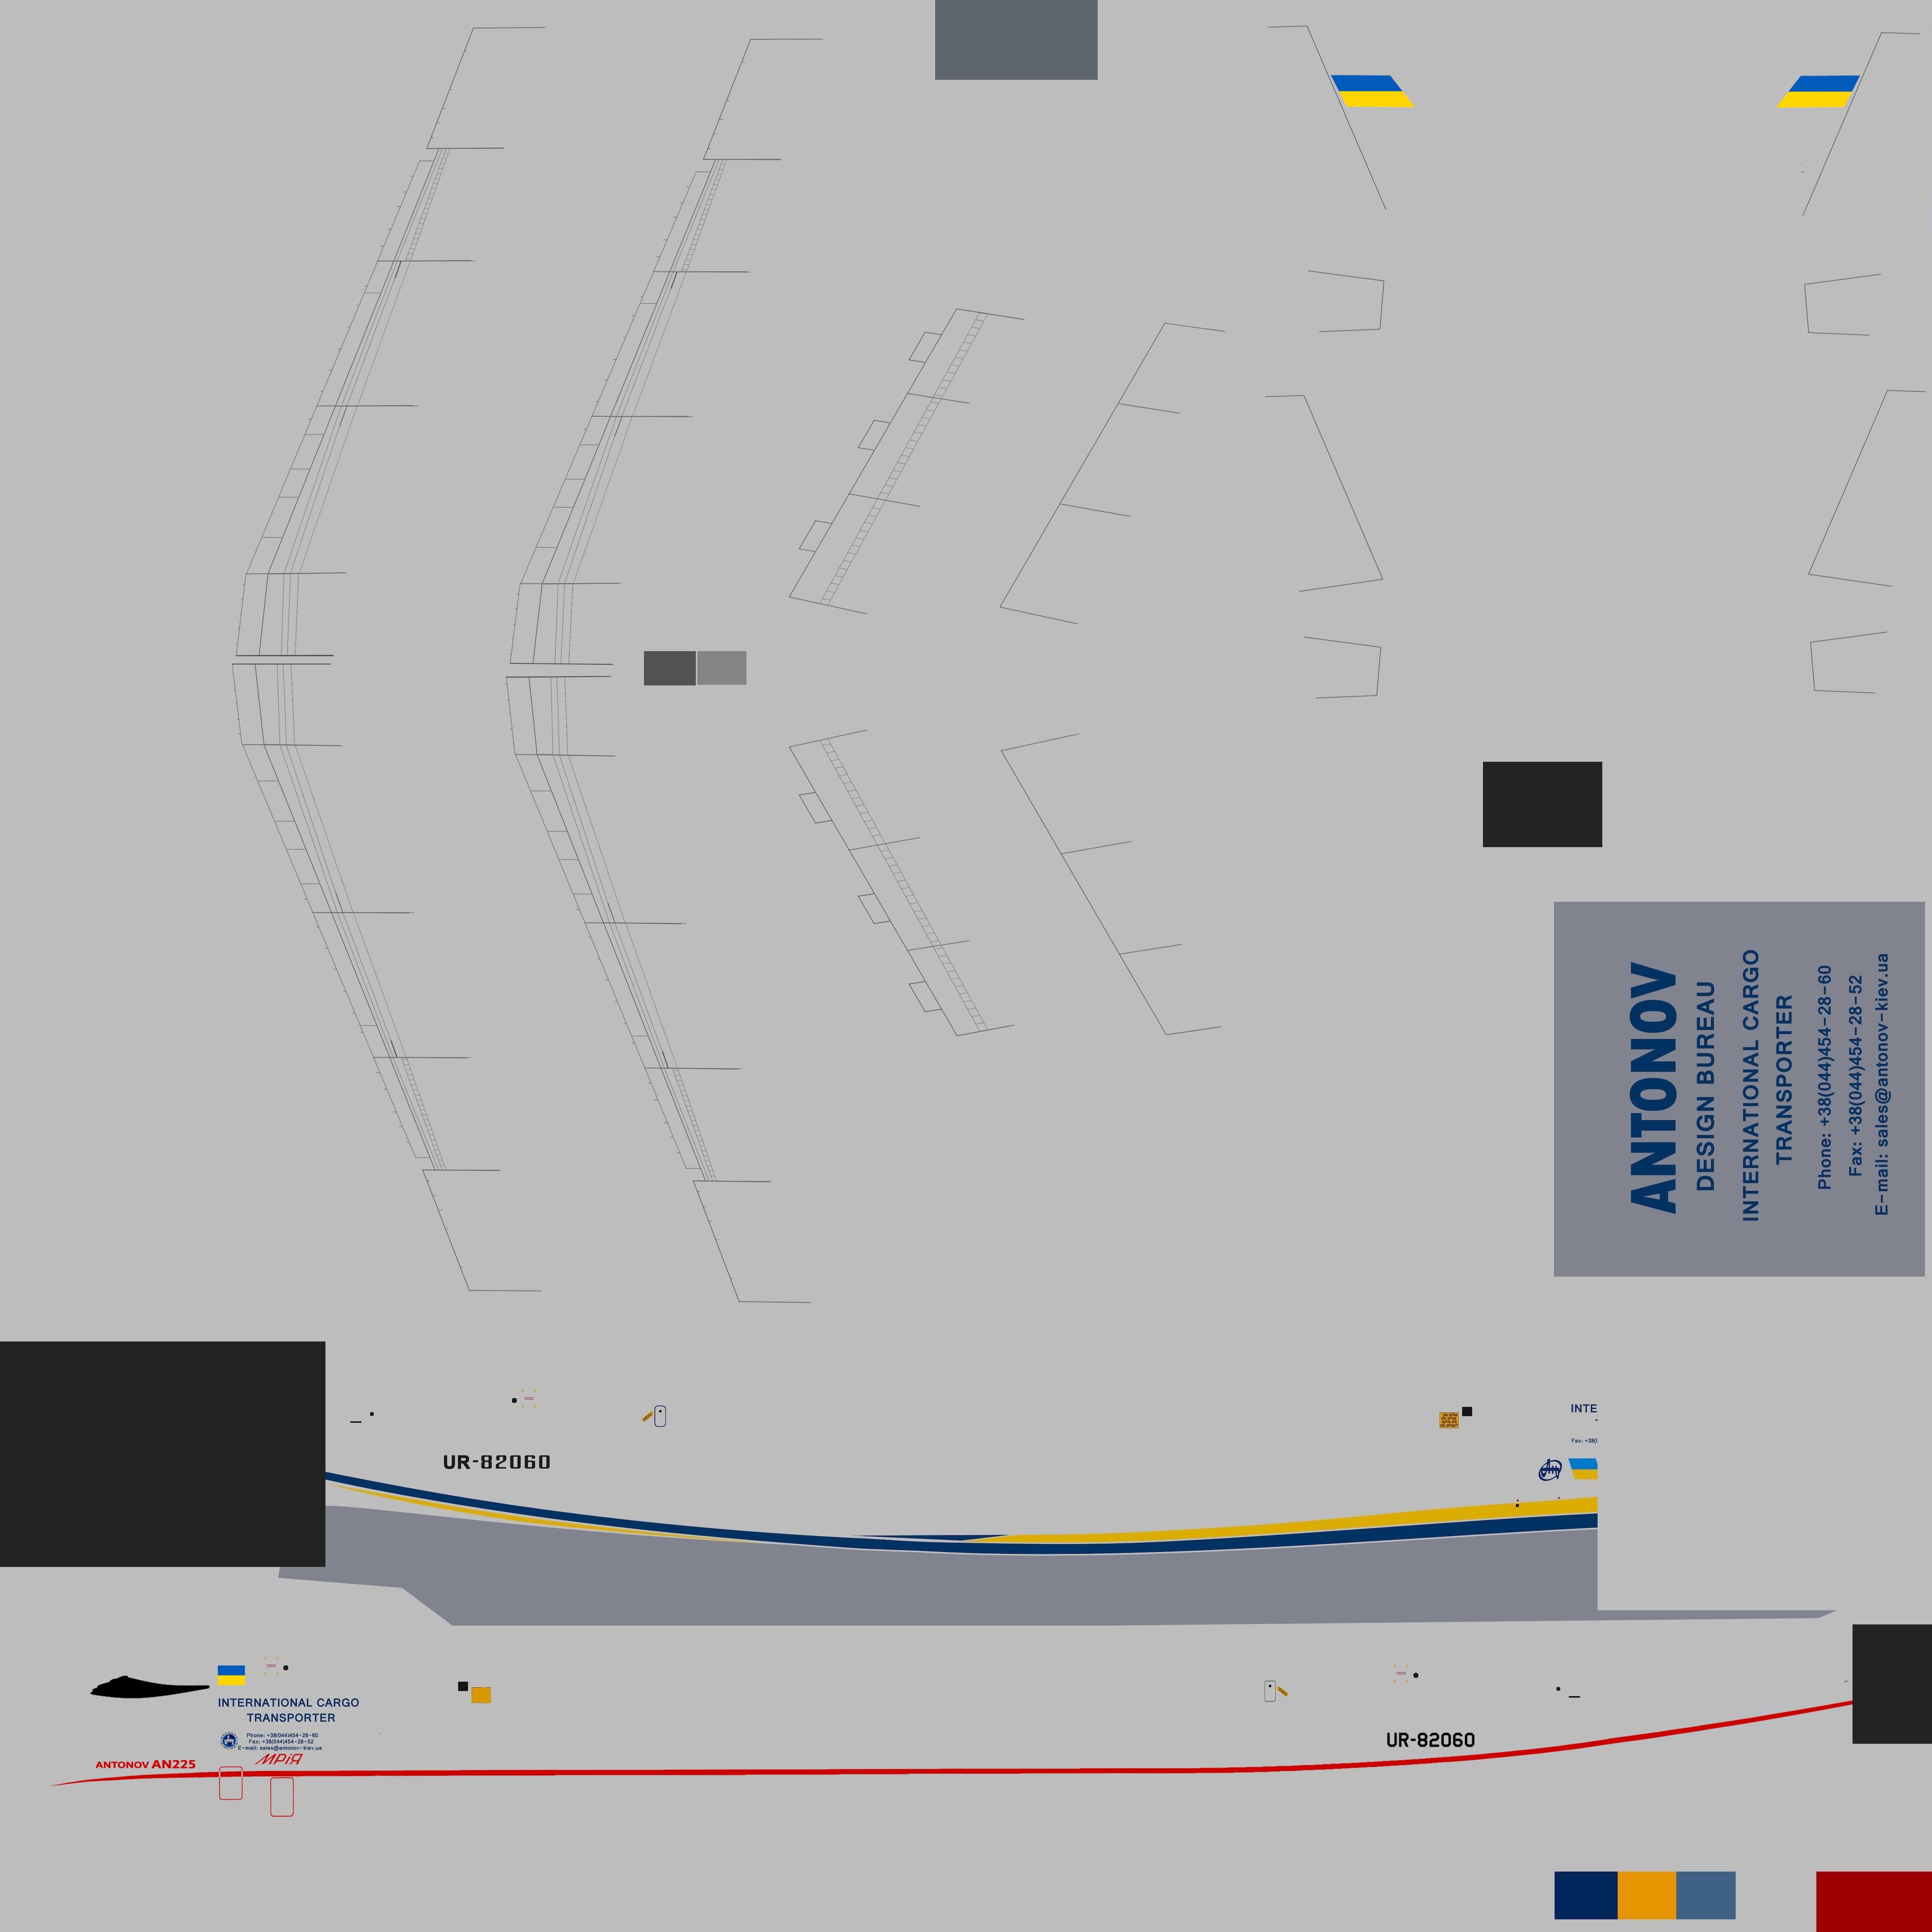 ANTONOV
DESIGN BUREAU
INTERNATIONAL CARGO
TRANSPORTER
Phone: +38(044)454-28-60
Fax: +38(044)454-28-52
E-mail: sales@antonov-kiev.ua
INTE
Fax: +38(
UR-82060
INTERNATIONAL CARGO
TRANSPORTER
Phone: +38(044)454-28-60
Fax: +38(044)454-28-52
E-mail: sales@antonov-kiev.ua
ANTONOV AN225
МРіЯ
UR-82060